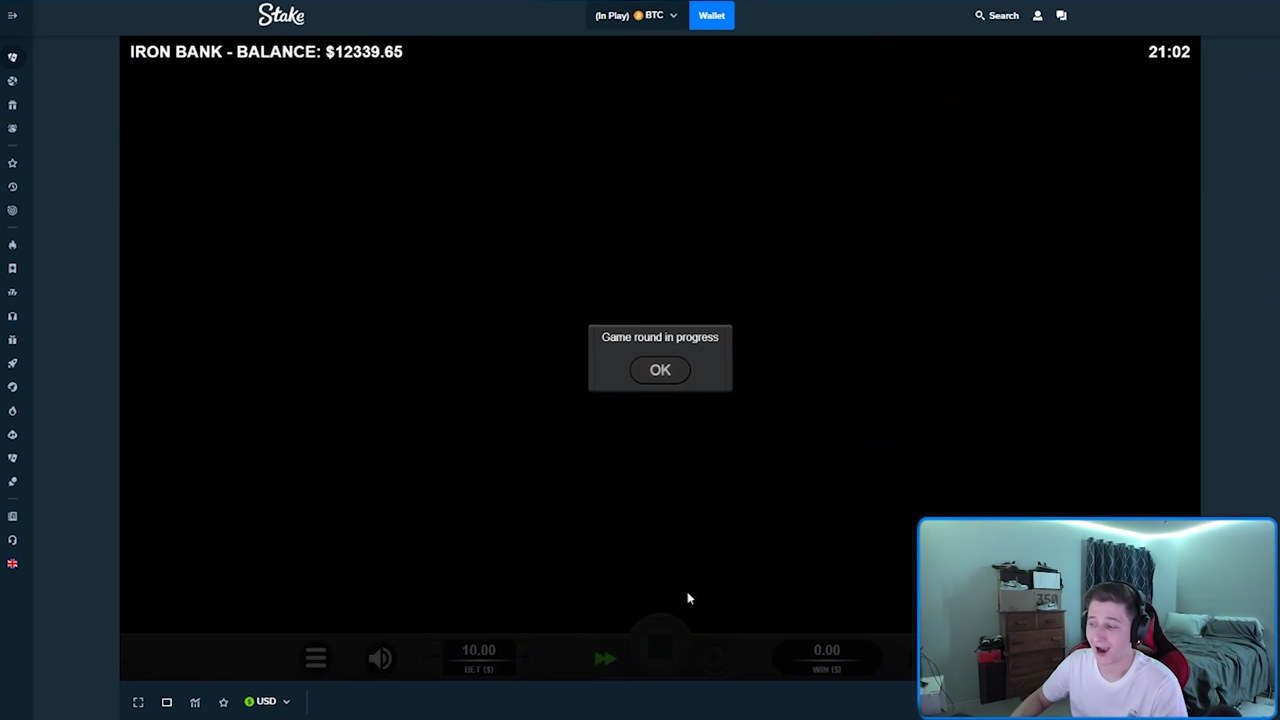 Stake
(In Play) BTC
Wallet
Search
IRON BANK - BALANCE: $12339.65
21:02
Game round in progress
OK
10.00
BET ($)
0.00
WIN ($)
USD
350